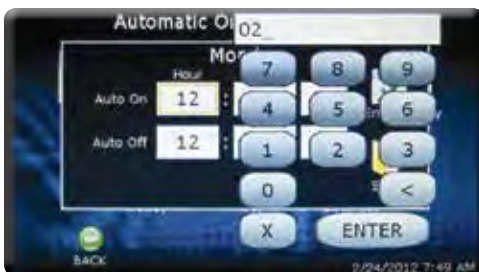 Automatic O
02_
Mon
Hour
7 8 9
Auto On 12 :
4 5 6
Auto Off 12 :
1 2 3
0 <
X ENTER
BACK
2/24/2012 7:49 AM